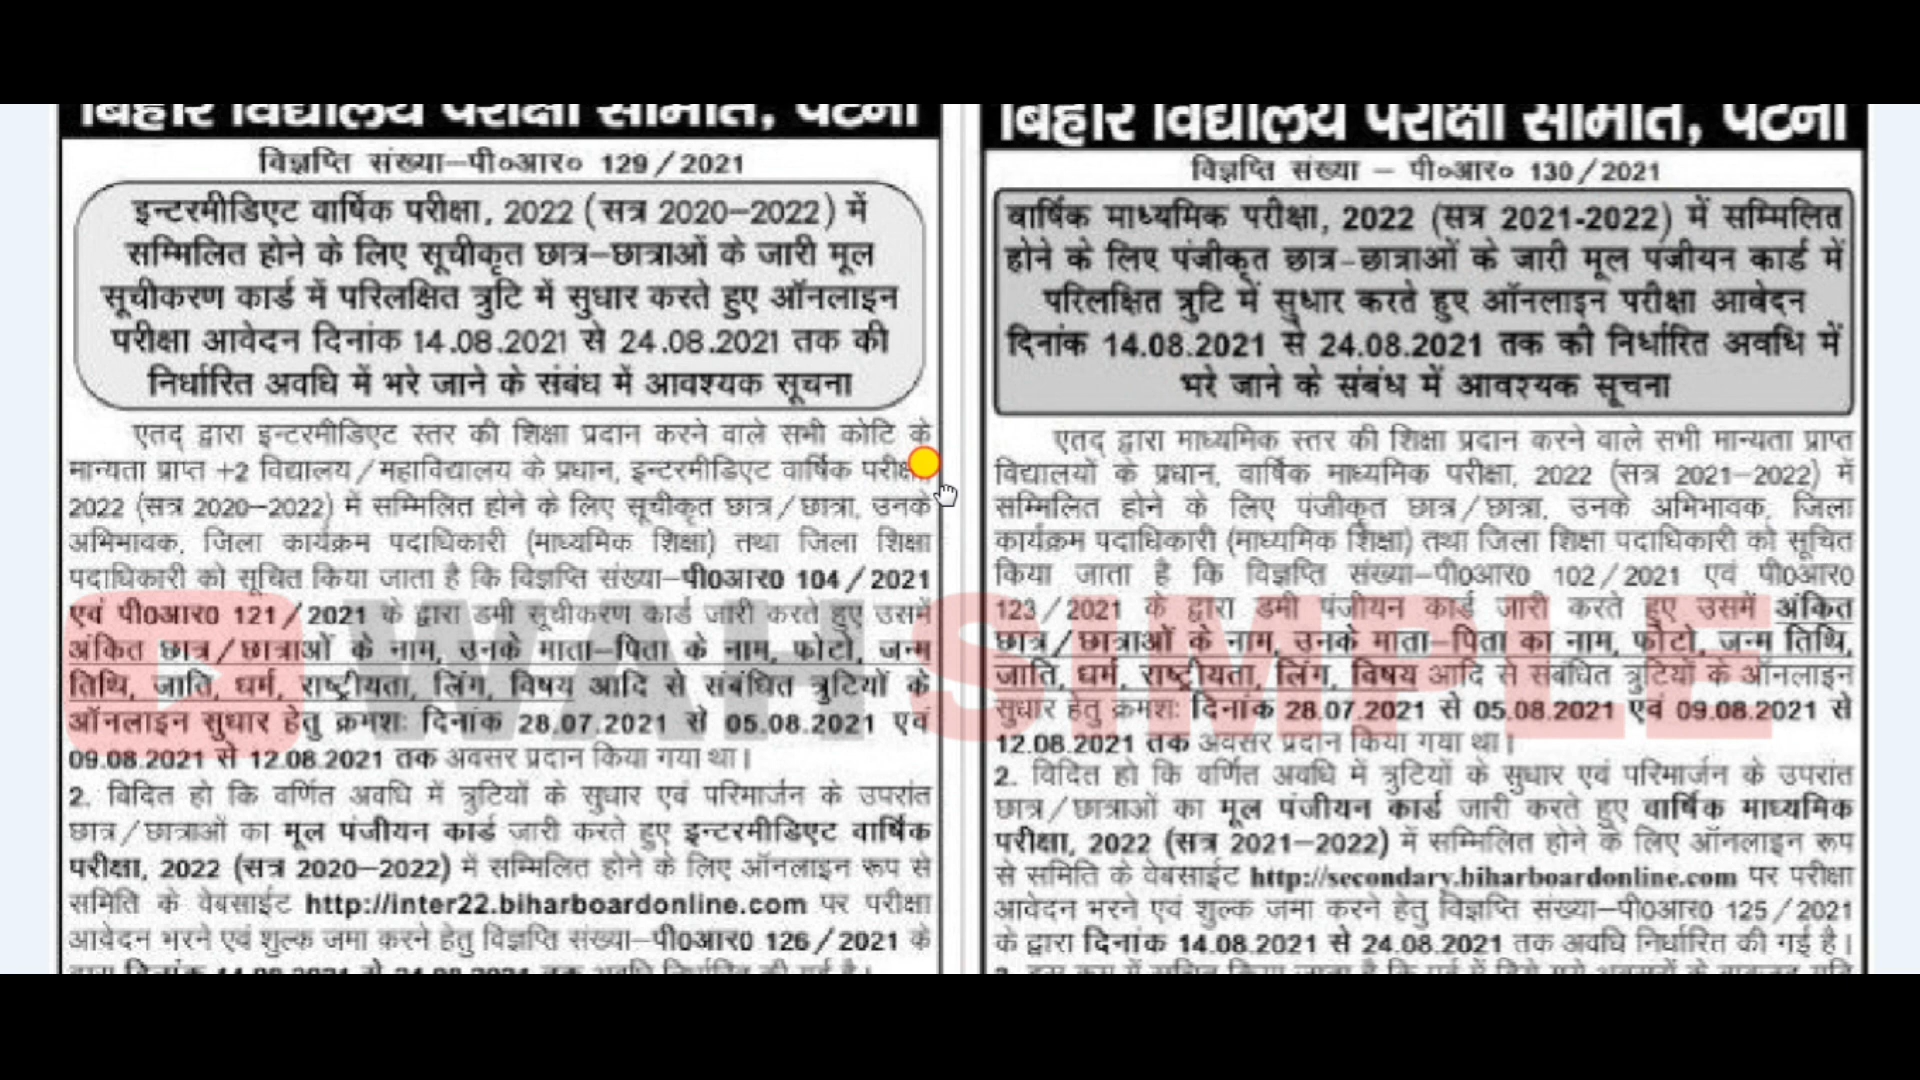 बिहार विद्यालय परीक्षा समिति, पटना
विज्ञप्ति संख्या–पी०आर० 129/2021
इन्टरमीडिएट वार्षिक परीक्षा, 2022 (सत्र 2020–2022) में
सम्मिलित होने के लिए सूचीकृत छात्र–छात्राओं के जारी मूल
सूचीकरण कार्ड में परिलक्षित त्रुटि में सुधार करते हुए ऑनलाइन
परीक्षा आवेदन दिनांक 14.08.2021 से 24.08.2021 तक की
निर्धारित अवधि में भरे जाने के संबंध में आवश्यक सूचना
एतद् द्वारा इन्टरमीडिएट स्तर की शिक्षा प्रदान करने वाले सभी कोटि के
मान्यता प्राप्त +2 विद्यालय/महाविद्यालय के प्रधान, इन्टरमीडिएट वार्षिक
2022 (सत्र 2020–2022) में सम्मिलित होने के लिए सूचीकृत छात्र/छात्रा, उनके
अभिभावक, जिला कार्यक्रम पदाधिकारी (माध्यमिक शिक्षा) तथा जिला शिक्षा
पदाधिकारी को सूचित किया जाता है कि विज्ञप्ति संख्या–पी0आर0 104/2021
एवं पी0आर0 121/2021 के द्वारा डमी सूचीकरण कार्ड जारी करते हुए उसमें
अंकित छात्र/छात्राओं के नाम, उनके माता–पिता के नाम, फोटो, जन्म
तिथि, जाति, धर्म, राष्ट्रीयता, लिंग, विषय आदि से संबंधित त्रुटियों के
ऑनलाइन सुधार हेतु क्रमशः दिनांक 28.07.2021 से 05.08.2021 एवं
09.08.2021 से 12.08.2021 तक अवसर प्रदान किया गया था।
2. विदित हो कि वर्णित अवधि में त्रुटियों के सुधार एवं परिमार्जन के उपरांत
छात्र/छात्राओं का मूल पंजीयन कार्ड जारी करते हुए इन्टरमीडिएट वार्षिक
परीक्षा, 2022 (सत्र 2020–2022) में सम्मिलित होने के लिए ऑनलाइन रूप से
समिति के वेबसाईट http://inter22.biharboardonline.com पर परीक्षा
आवेदन भरने एवं शुल्क जमा करने हेतु विज्ञप्ति संख्या–पी0आर0 126/2021 के
बिहार विद्यालय परीक्षा समिति, पटना
विज्ञप्ति संख्या – पी०आर० 130/2021
वार्षिक माध्यमिक परीक्षा, 2022 (सत्र 2021-2022) में सम्मिलित
होने के लिए पंजीकृत छात्र-छात्राओं के जारी मूल पंजीयन कार्ड में
परिलक्षित त्रुटि में सुधार करते हुए ऑनलाइन परीक्षा आवेदन
दिनांक 14.08.2021 से 24.08.2021 तक की निर्धारित अवधि में
भरे जाने के संबंध में आवश्यक सूचना
एतद् द्वारा माध्यमिक स्तर की शिक्षा प्रदान करने वाले सभी मान्यता प्राप्त
विद्यालयों के प्रधान, वार्षिक माध्यमिक परीक्षा, 2022 (सत्र 2021–2022) में
सम्मिलित होने के लिए पंजीकृत छात्र/छात्रा, उनके अभिभावक, जिला
कार्यक्रम पदाधिकारी (माध्यमिक शिक्षा) तथा जिला शिक्षा पदाधिकारी को सूचित
किया जाता है कि विज्ञप्ति संख्या–पी0आर0 102/2021 एवं पी0आर0
123/2021 के द्वारा डमी पंजीयन कार्ड जारी करते हुए उसमें अंकित
छात्र/छात्राओं के नाम, उनके माता–पिता का नाम, फोटो, जन्म तिथि,
जाति, धर्म, राष्ट्रीयता, लिंग, विषय आदि से संबंधित त्रुटियों के ऑनलाइन
सुधार हेतु क्रमशः दिनांक 28.07.2021 से 05.08.2021 एवं 09.08.2021 से
12.08.2021 तक अवसर प्रदान किया गया था।
2. विदित हो कि वर्णित अवधि में त्रुटियों के सुधार एवं परिमार्जन के उपरांत
छात्र/छात्राओं का मूल पंजीयन कार्ड जारी करते हुए वार्षिक माध्यमिक
परीक्षा, 2022 (सत्र 2021–2022) में सम्मिलित होने के लिए ऑनलाइन रूप
से समिति के वेबसाईट http://secondary.biharboardonline.com पर परीक्षा
आवेदन भरने एवं शुल्क जमा करने हेतु विज्ञप्ति संख्या–पी0आर0 125/2021
के द्वारा दिनांक 14.08.2021 से 24.08.2021 तक अवधि निर्धारित की गई है।
WAHSIMPLE